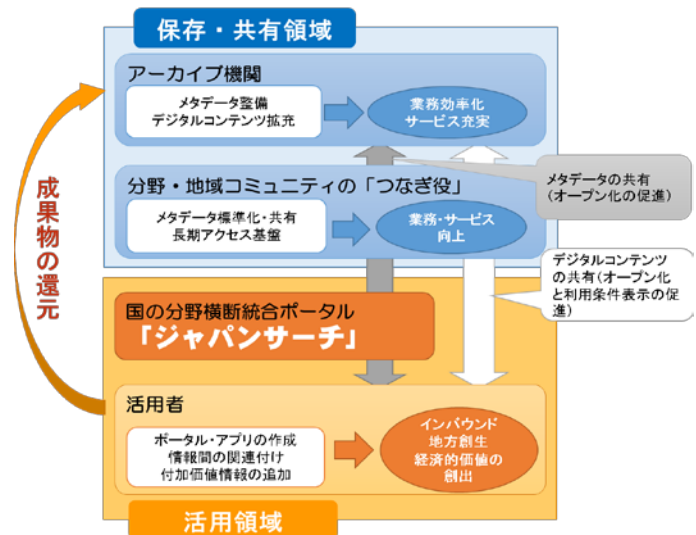 保存・共有領域
アーカイブ機関
メタデータ整備
デジタルコンテンツ拡充
業務効率化
サービス充実
メタデータの共有
(オープン化の促進)
分野・地域コミュニティの「つなぎ役」
メタデータ標準化・共有
長期アクセス基盤
業務・サービス
向上
デジタルコンテンツ
の共有(オープン化
と利用条件表示の促
進)
成果物の還元
国の分野横断統合ポータル
「ジャパンサーチ」
活用者
ポータル・アプリの作成
情報間の関連付け
付加価値情報の追加
インバウンド
地方創生
経済的価値の
創出
活用領域